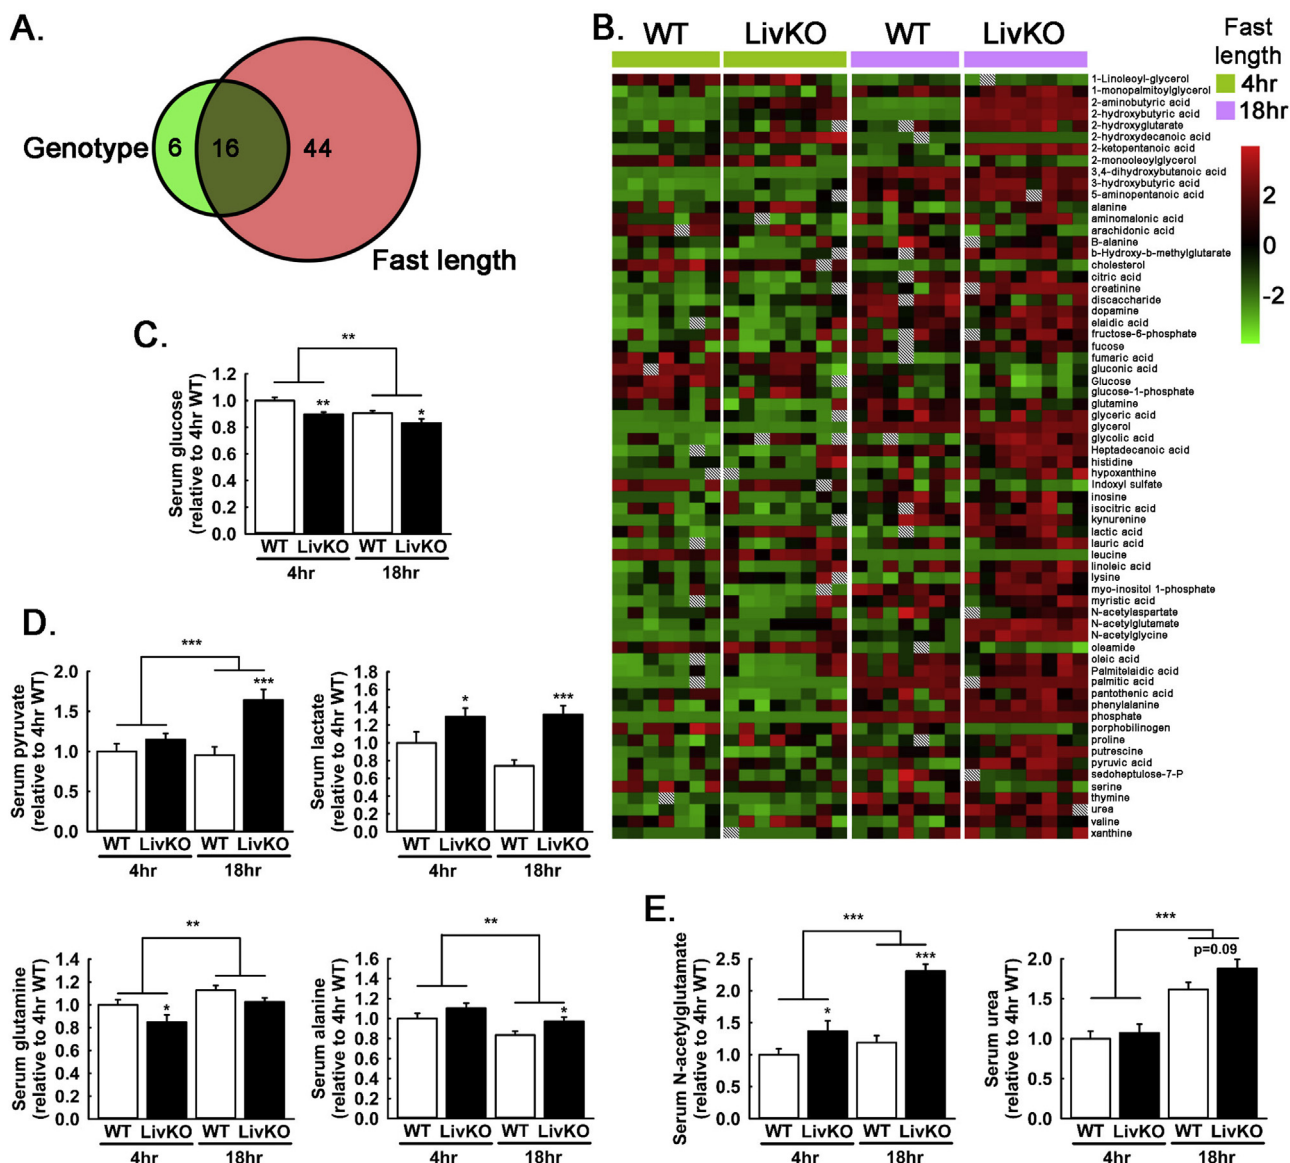 A.
Genotype
6
16
44
Fast length
B.
WT
LivKO
WT
LivKO
Fast
length
4hr
18hr
2
0
-2
1-Linoleoyl-glycerol
1-monopalmitoylglycerol
2-aminobutyric acid
2-hydroxybutyric acid
2-hydroxyglutarate
2-hydroxydecanoic acid
2-ketopentanoic acid
2-monooleoylglycerol
3,4-dihydroxybutanoic acid
3-hydroxybutyric acid
5-aminopentanoic acid
alanine
aminomalonic acid
arachidonic acid
B-alanine
b-Hydroxy-b-methylglutarate
cholesterol
citric acid
creatinine
discaccharide
dopamine
elaidic acid
fructose-6-phosphate
fucose
fumaric acid
gluconic acid
Glucose
glucose-1-phosphate
glutamine
glyceric acid
glycerol
glycolic acid
Heptadecanoic acid
histidine
hypoxanthine
Indoxyl sulfate
inosine
isocitric acid
kynurenine
lactic acid
lauric acid
leucine
linoleic acid
lysine
myo-inositol 1-phosphate
myristic acid
N-acetylaspartate
N-acetylglutamate
N-acetylglycine
oleamide
oleic acid
Palmitelaidic acid
palmitic acid
pantothenic acid
phenylalanine
phosphate
porphobilinogen
proline
putrescine
pyruvic acid
sedoheptulose-7-P
serine
thymine
urea
valine
xanthine
C.
Serum glucose
(relative to 4hr WT)
1.2
1.0
0.8
0.6
0.4
0.2
0.0
**
**
*
WT LivKO WT LivKO
4hr 18hr
D.
Serum pyruvate
(relative to 4hr WT)
2.0
1.5
1.0
0.5
0.0
***
***
WT LivKO WT LivKO
4hr 18hr
Serum lactate
(relative to 4hr WT)
1.8
1.6
1.4
1.2
1.0
0.8
0.6
0.4
0.2
0.0
*
***
WT LivKO WT LivKO
4hr 18hr
Serum glutamine
(relative to 4hr WT)
1.4
1.2
1.0
0.8
0.6
0.4
0.2
0.0
**
*
WT LivKO WT LivKO
4hr 18hr
Serum alanine
(relative to 4hr WT)
1.6
1.4
1.2
1.0
0.8
0.6
0.4
0.2
0.0
**
*
WT LivKO WT LivKO
4hr 18hr
E.
Serum N-acetylglutamate
(relative to 4hr WT)
2.5
2.0
1.5
1.0
0.5
0.0
***
*
***
WT LivKO WT LivKO
4hr 18hr
Serum urea
(relative to 4hr WT)
2.0
1.5
1.0
0.5
0.0
***
p=0.09
WT LivKO WT LivKO
4hr 18hr